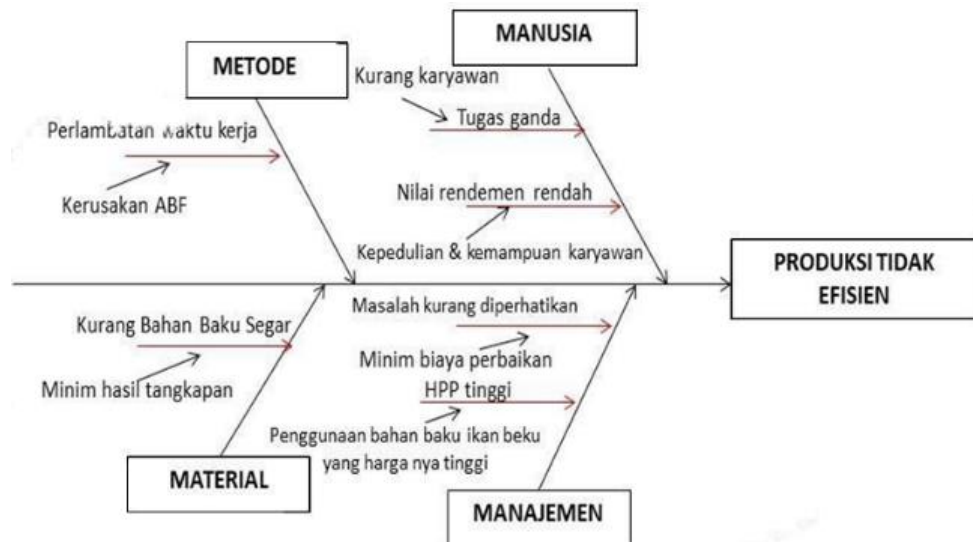 METODE
MANUSIA
Kurang karyawan
Tugas ganda
Perlambatan waktu kerja
Kerusakan ABF
Nilai rendemen rendah
Kepedulian & kemampuan karyawan
PRODUKSI TIDAK
EFISIEN
Kurang Bahan Baku Segar
Minim hasil tangkapan
Masalah kurang diperhatikan
Minim biaya perbaikan
HPP tinggi
Penggunaan bahan baku ikan beku
yang harga nya tinggi
MATERIAL
MANAJEMEN